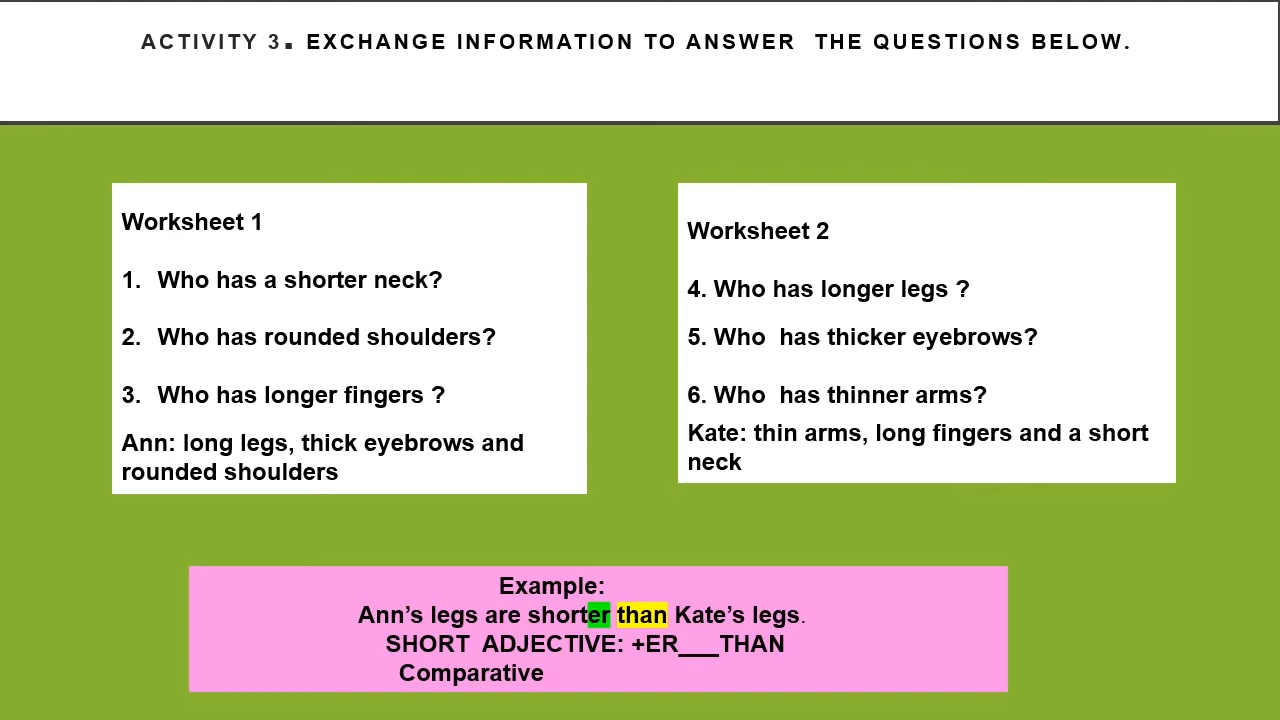 ACTIVITY 3. EXCHANGE INFORMATION TO ANSWER THE QUESTIONS BELOW.
Worksheet 1
1. Who has a shorter neck?
2. Who has rounded shoulders?
3. Who has longer fingers ?
Ann: long legs, thick eyebrows and
rounded shoulders
Worksheet 2
4. Who has longer legs ?
5. Who has thicker eyebrows?
6. Who has thinner arms?
Kate: thin arms, long fingers and a short
neck
Example:
Ann’s legs are shorter than Kate’s legs.
SHORT ADJECTIVE: +ER___THAN
Comparative